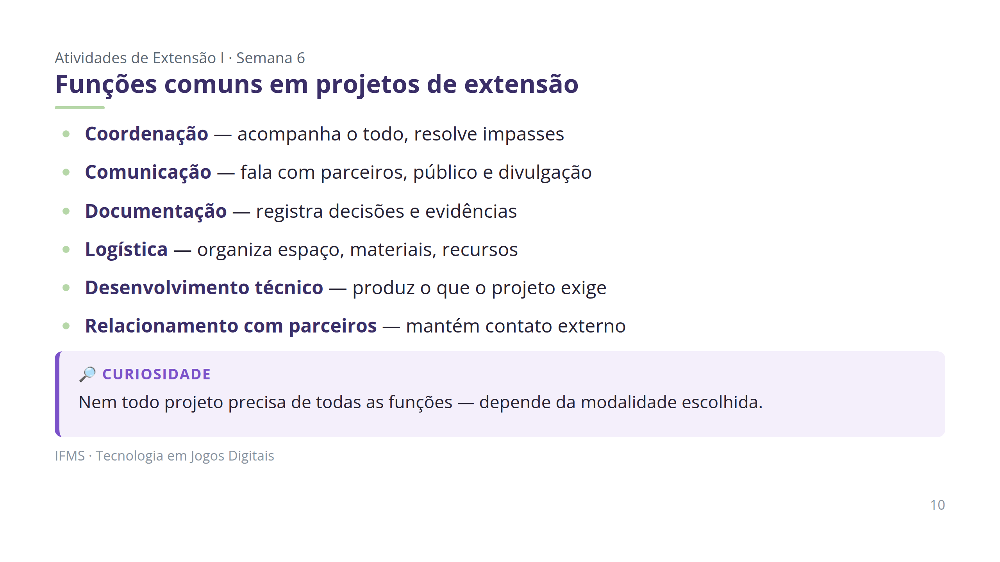 Atividades de Extensão I · Semana 6
Funções comuns em projetos de extensão
Coordenação — acompanha o todo, resolve impasses
Comunicação — fala com parceiros, público e divulgação
Documentação — registra decisões e evidências
Logística — organiza espaço, materiais, recursos
Desenvolvimento técnico — produz o que o projeto exige
Relacionamento com parceiros — mantém contato externo
🔎 CURIOSIDADE
Nem todo projeto precisa de todas as funções — depende da modalidade escolhida.
IFMS · Tecnologia em Jogos Digitais
10